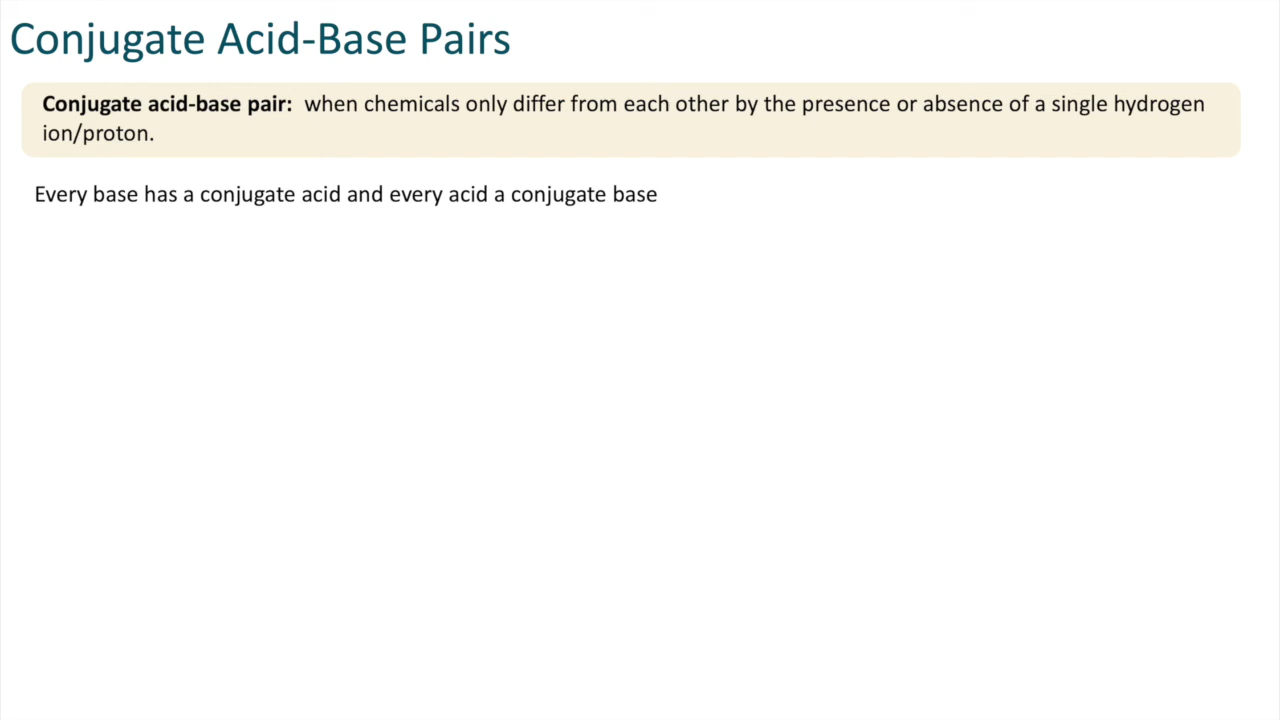 Conjugate Acid-Base Pairs
Conjugate acid-base pair: when chemicals only differ from each other by the presence or absence of a single hydrogen
ion/proton.
Every base has a conjugate acid and every acid a conjugate base